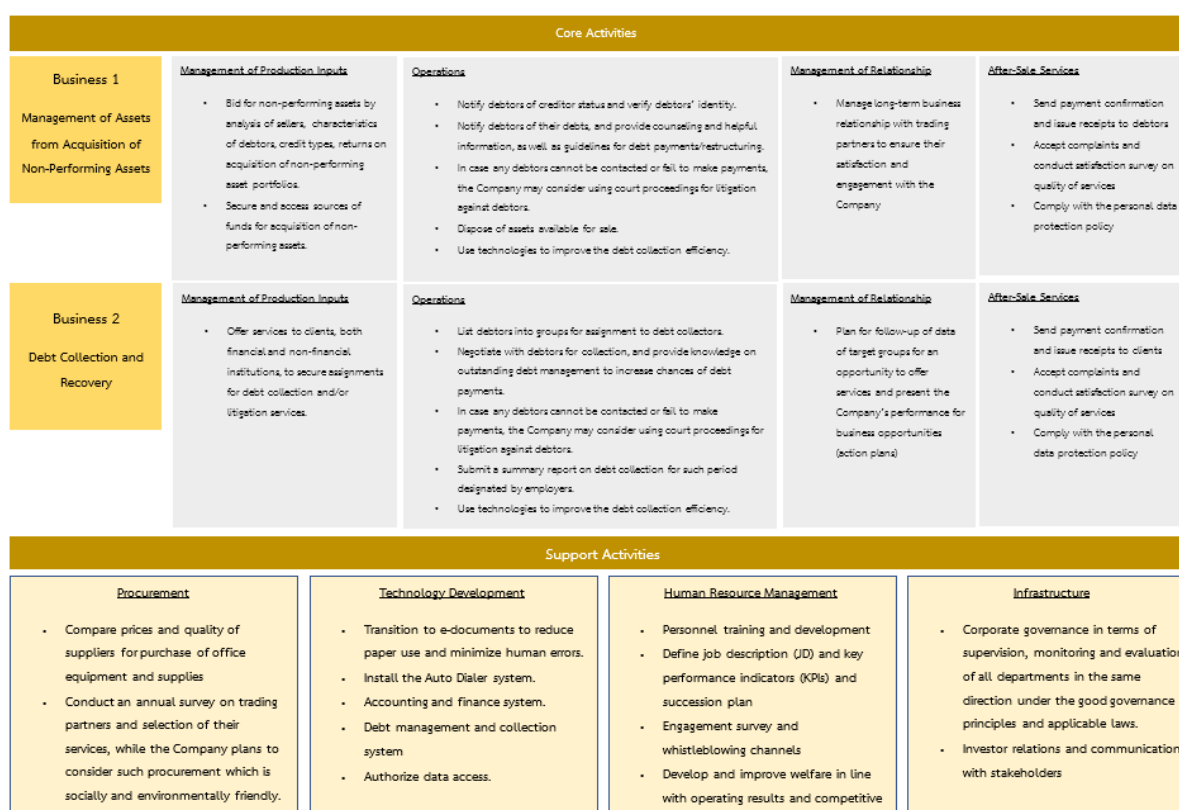 Core Activities
Business 1
Management of Assets
from Acquisition of
Non-Performing Assets
Management of Production Inputs
• Bid for non-performing assets by
analysis of sellers, characteristics
of debtors, credit types, returns on
acquisition of non-performing
asset portfolios.
• Secure and access sources of
funds for acquisition of non-
performing assets.
Operations
• Notify debtors of creditor status and verify debtors' identity.
• Notify debtors of their debts, and provide counseling and helpful
information, as well as guidelines for debt payments/restructuring.
• In case any debtors cannot be contacted or fail to make payments,
the Company may consider using court proceedings for litigation
against debtors.
• Dispose of assets available for sale.
• Use technologies to improve the debt collection efficiency.
Management of Relationship
• Manage long-term business
relationship with trading
partners to ensure their
satisfaction and
engagement with the
Company
After-Sale Services
• Send payment confirmation
and issue receipts to debtors
• Accept complaints and
conduct satisfaction survey on
quality of services
• Comply with the personal data
protection policy
Business 2
Debt Collection and
Recovery
Management of Production Inputs
• Offer services to clients, both
financial and non-financial
institutions, to secure assignments
for debt collection and/or
litigation services.
Operations
• List debtors into groups for assignment to debt collectors.
• Negotiate with debtors for collection, and provide knowledge on
outstanding debt management to increase chances of debt
payments.
• In case any debtors cannot be contacted or fail to make
payments, the Company may consider using court proceedings for
litigation against debtors.
• Submit a summary report on debt collection for such period
designated by employers.
• Use technologies to improve the debt collection efficiency.
Management of Relationship
• Plan for follow-up of data
of target groups for an
opportunity to offer
services and present the
Company's performance for
business opportunities
(action plans)
After-Sale Services
• Send payment confirmation
and issue receipts to clients
• Accept complaints and
conduct satisfaction survey on
quality of services
• Comply with the personal
data protection policy
Support Activities
Procurement
• Compare prices and quality of
suppliers for purchase of office
equipment and supplies
• Conduct an annual survey on trading
partners and selection of their
services, while the Company plans to
consider such procurement which is
socially and environmentally friendly.
Technology Development
• Transition to e-documents to reduce
paper use and minimize human errors.
• Install the Auto Dialer system.
• Accounting and finance system.
• Debt management and collection
system
• Authorize data access.
Human Resource Management
• Personnel training and development
• Define job description (JD) and key
performance indicators (KPIs) and
succession plan
• Engagement survey and
whistleblowing channels
• Develop and improve welfare in line
with operating results and competitive
Infrastructure
• Corporate governance in terms of
supervision, monitoring and evaluation
of all departments in the same
direction under the good governance
principles and applicable laws.
• Investor relations and communication
with stakeholders